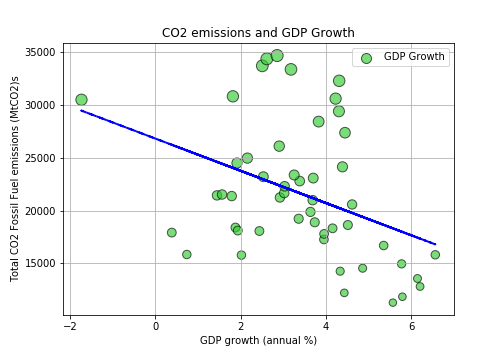 CO2 emissions and GDP Growth
GDP Growth
35000
30000
25000
20000
15000
Total CO2 Fossil Fuel emissions (MtCO2)s
−2
0
2
4
6
GDP growth (annual %)